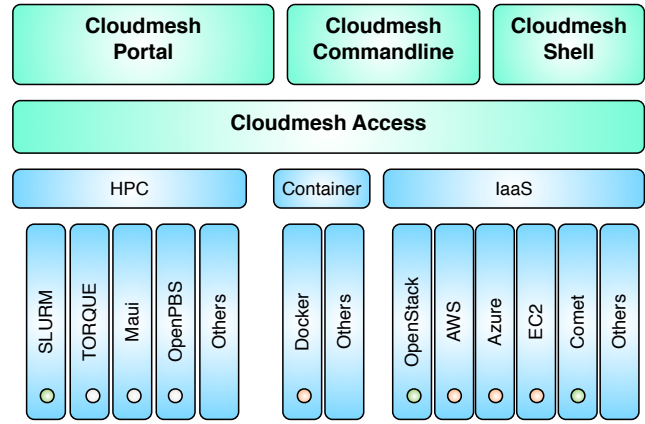 Cloudmesh
Portal
Cloudmesh
Commandline
Cloudmesh
Shell
Cloudmesh Access
HPC
Container
IaaS
SLURM
TORQUE
Maui
OpenPBS
Others
Docker
Others
OpenStack
AWS
Azure
EC2
Comet
Others